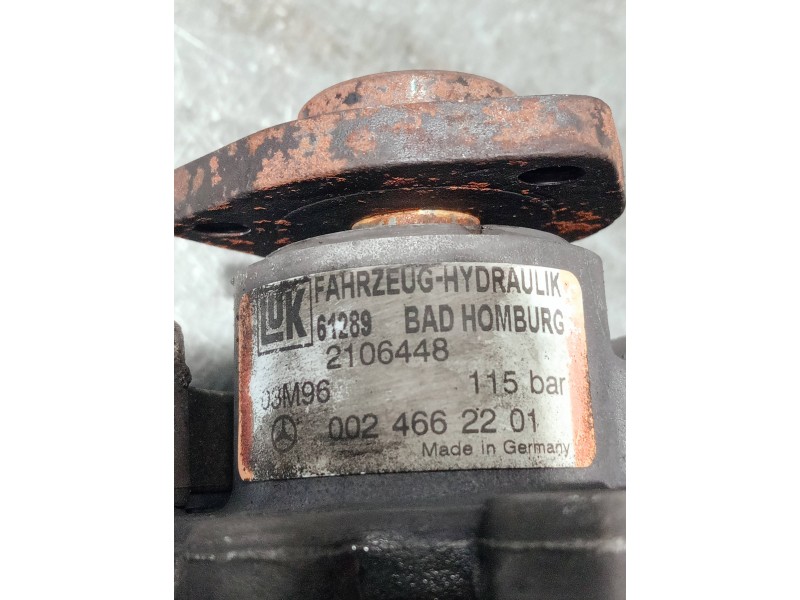 LUK FAHRZEUG-HYDRAULIK
61289 BAD HOMBURG
2106448
03M96 115 bar
002 466 22 01
Made in Germany